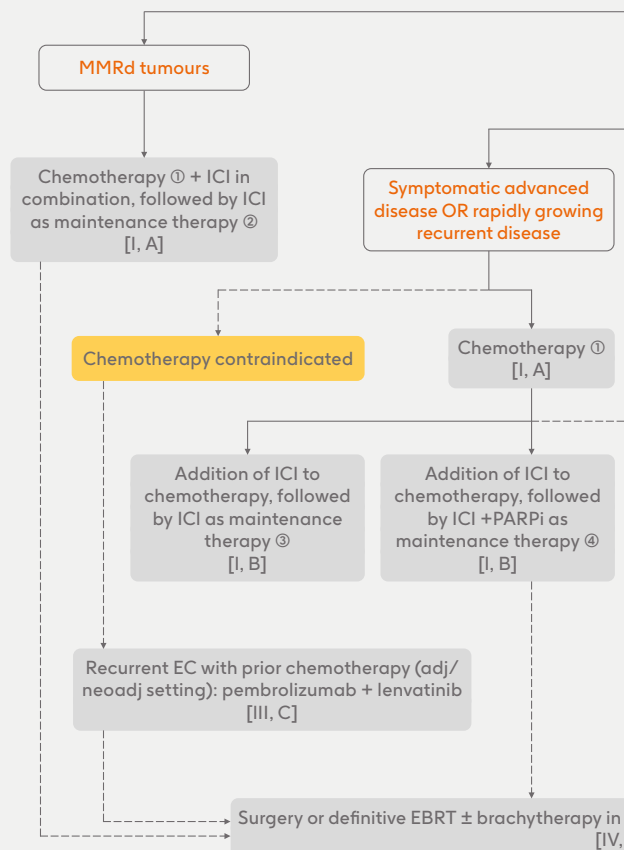 MMRd tumours
Chemotherapy ① + ICI in
combination, followed by ICI
as maintenance therapy ②
[I, A]
Symptomatic advanced
disease OR rapidly growing
recurrent disease
Chemotherapy contraindicated
Chemotherapy ①
[I, A]
Addition of ICI to
chemotherapy, followed
by ICI as maintenance
therapy ③
[I, B]
Addition of ICI to
chemotherapy, followed
by ICI +PARPi as
maintenance therapy ④
[I, B]
Recurrent EC with prior chemotherapy (adj/
neoadj setting): pembrolizumab + lenvatinib
[III, C]
Surgery or definitive EBRT ± brachytherapy in
[IV,